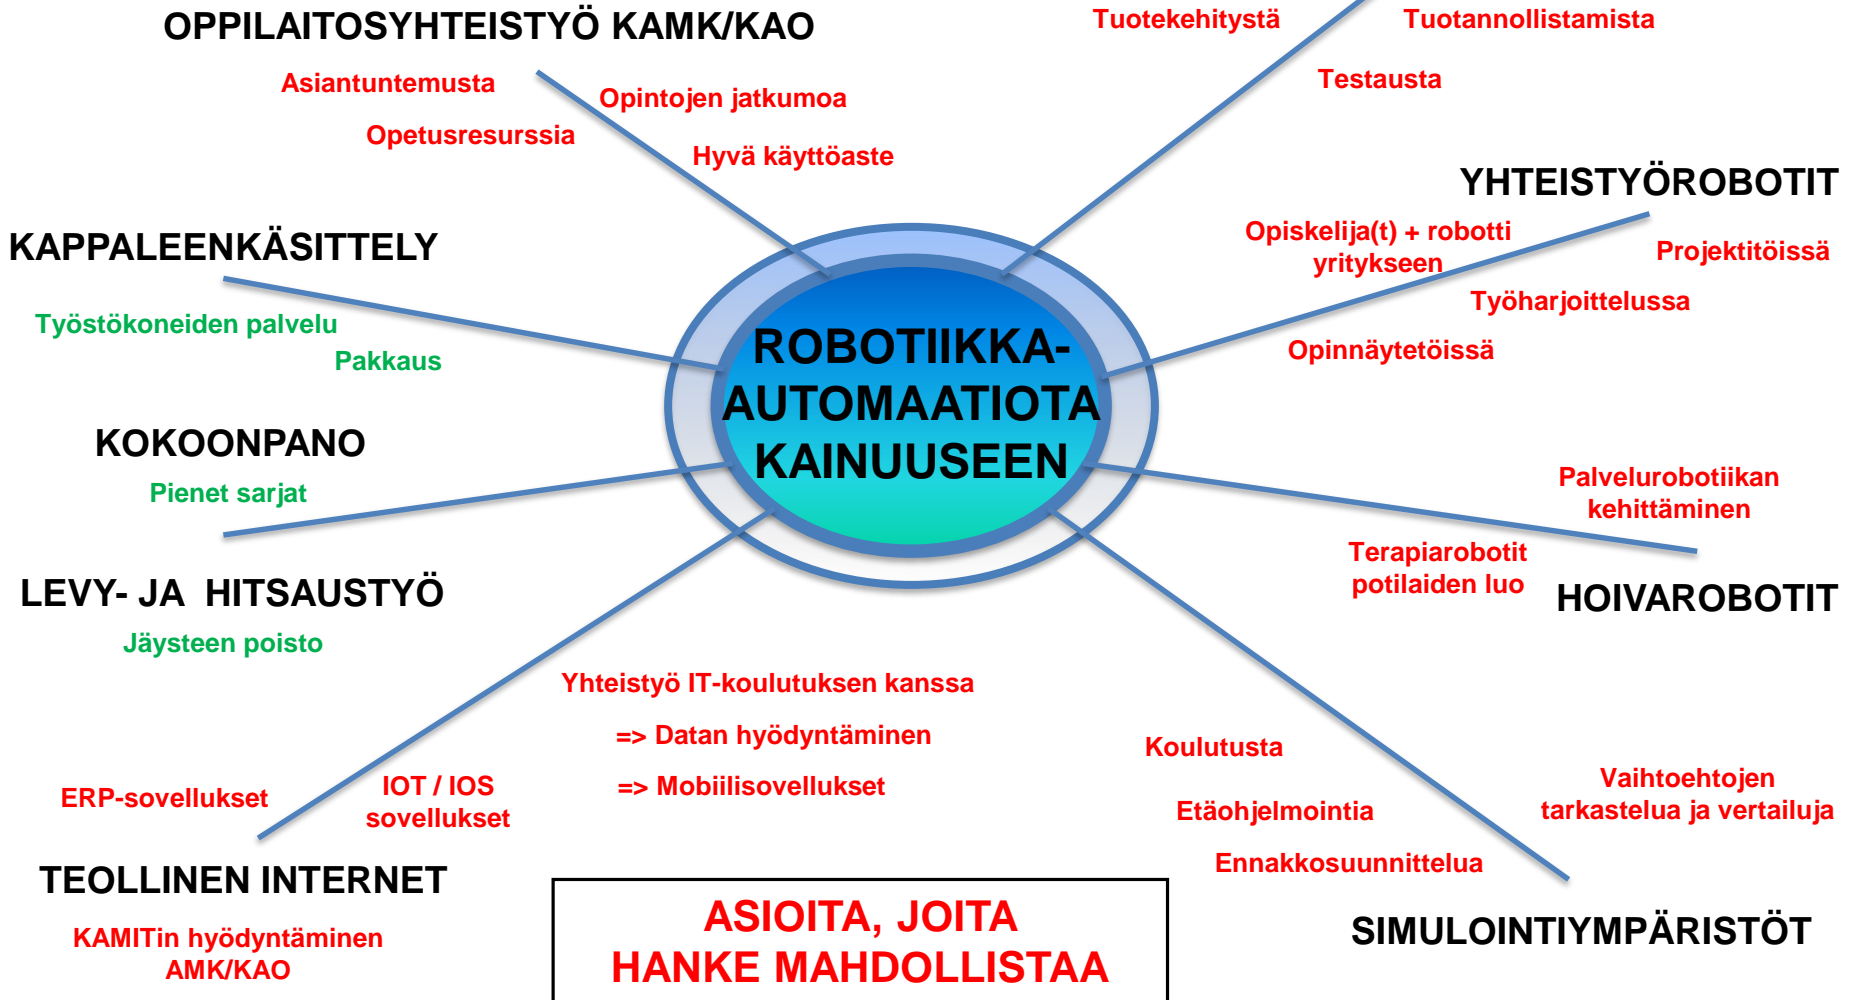 OPPILAITOSYHTEISTYÖ KAMK/KAO
Asiantuntemusta
Opintojen jatkumoa
Opetusresurssia
Hyvä käyttöaste
Tuotekehitystä
Tuotannollistamista
Testausta
YHTEISTYÖROBOTIT
Opiskelija(t) + robotti
yritykseen
Projektitöissä
Työharjoittelussa
Opinnäytetöissä
KAPPALEENKÄSITTELY
Työstökoneiden palvelu
Pakkaus
ROBOTIIKKA-
AUTOMAATIOTA
KAINUUSEEN
KOKOONPANO
Pienet sarjat
Palvelurobotiikan
kehittäminen
Terapiarobotit
potilaiden luo
HOIVAROBOTIT
LEVY- JA  HITSAUSTYÖ
Jäysteen poisto
Yhteistyö IT-koulutuksen kanssa
=> Datan hyödyntäminen
=> Mobiilisovellukset
ERP-sovellukset
IOT / IOS
sovellukset
TEOLLINEN INTERNET
KAMITin hyödyntäminen
AMK/KAO
Koulutusta
Etäohjelmointia
Ennakkosuunnittelua
Vaihtoehtojen
tarkastelua ja vertailuja
SIMULOINTIYMPÄRISTÖT
ASIOITA, JOITA
HANKE MAHDOLLISTAA